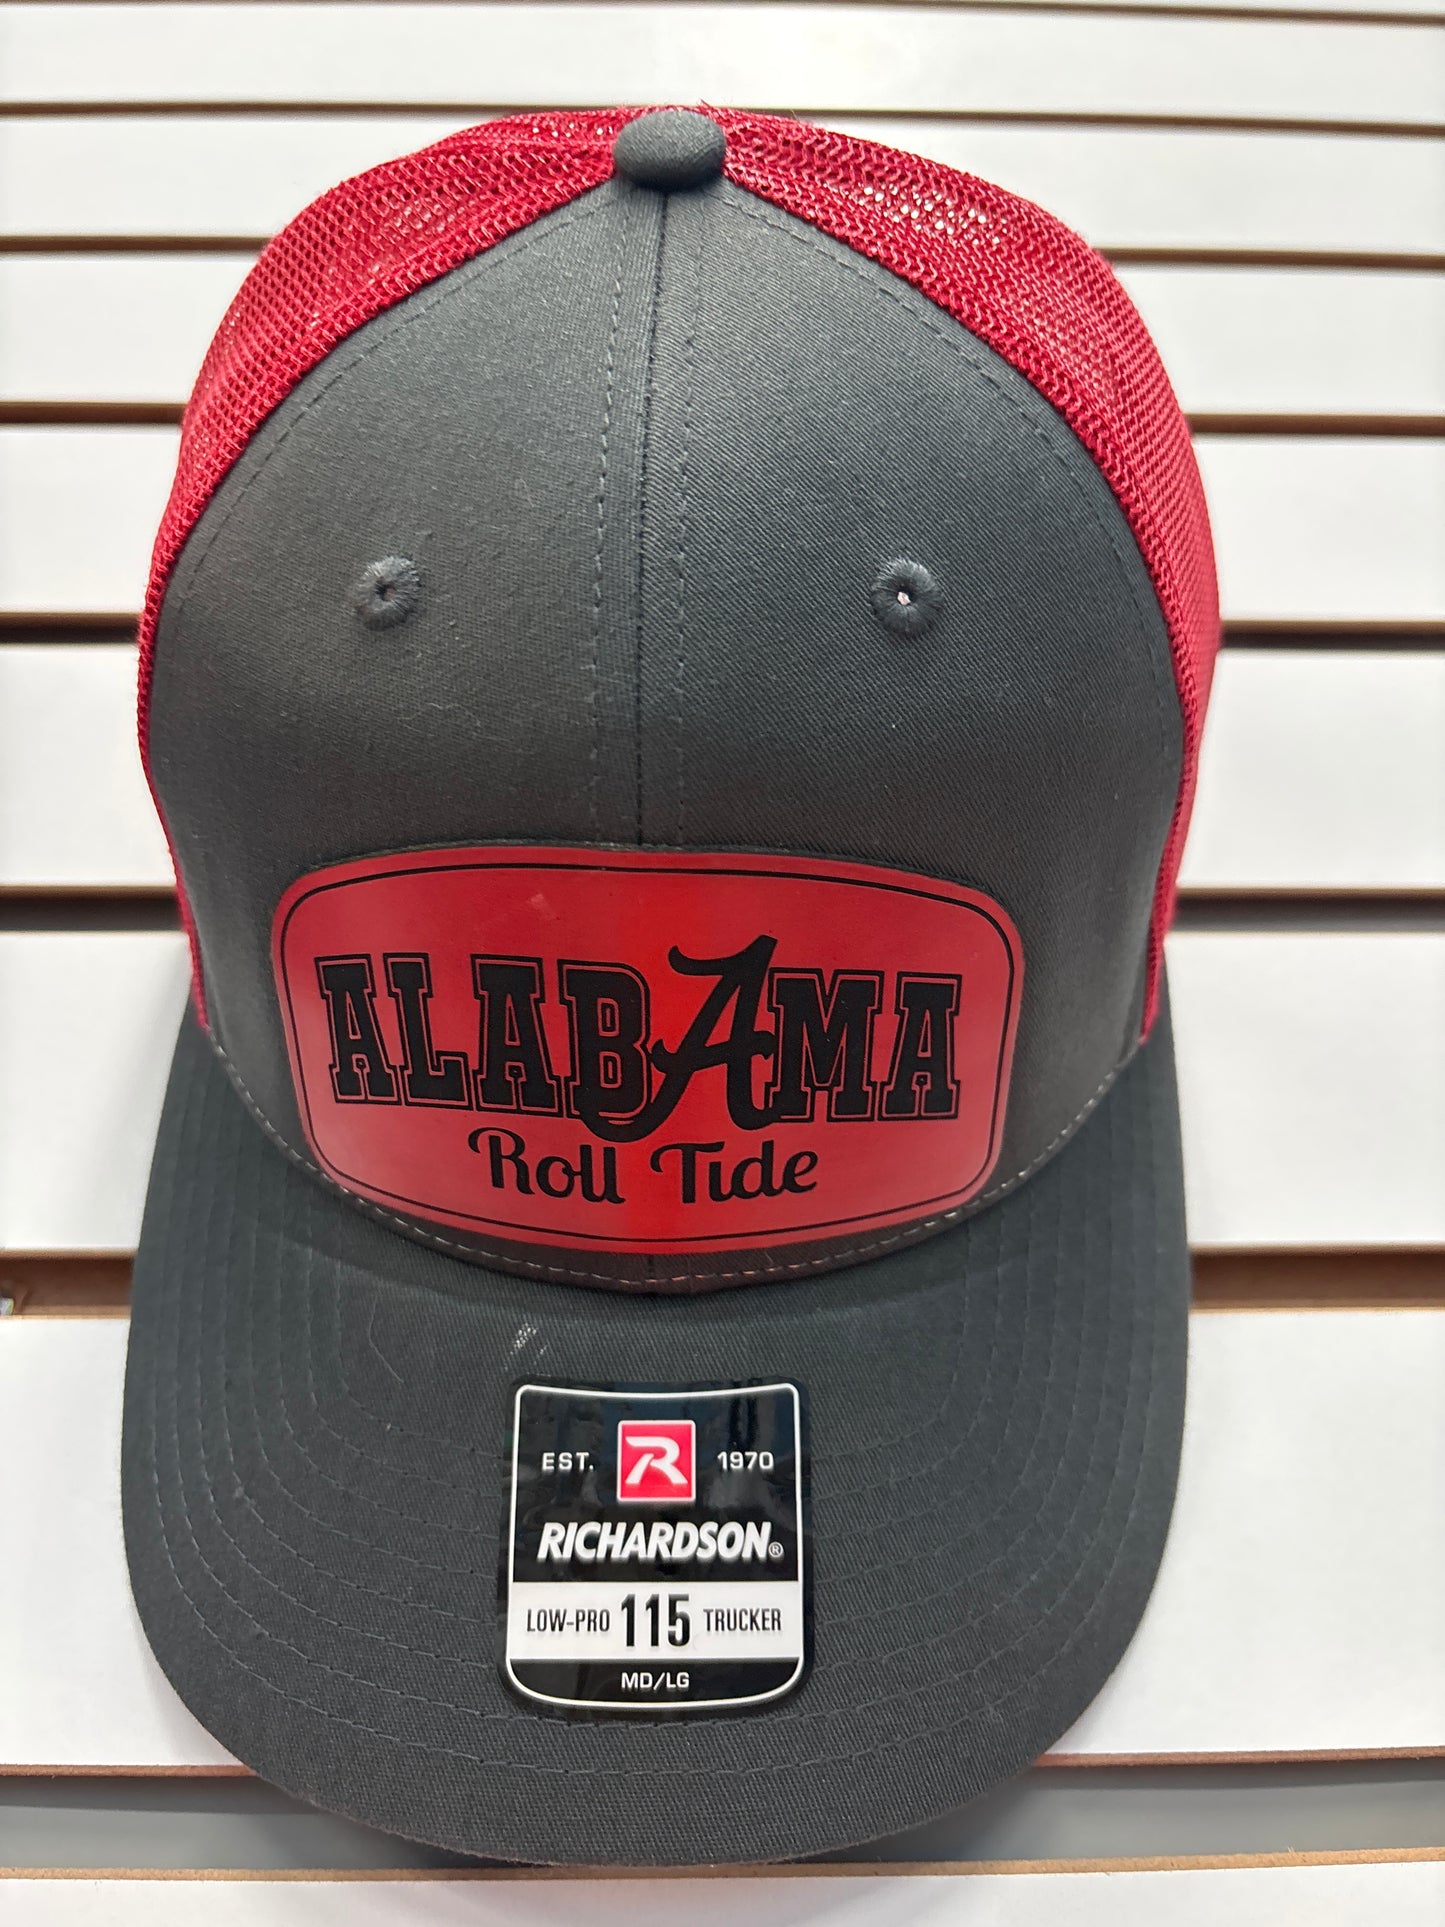 ALABAMA
Roll Tide
EST. R 1970
RICHARDSON®
LOW-PRO 115 TRUCKER
MD/LG